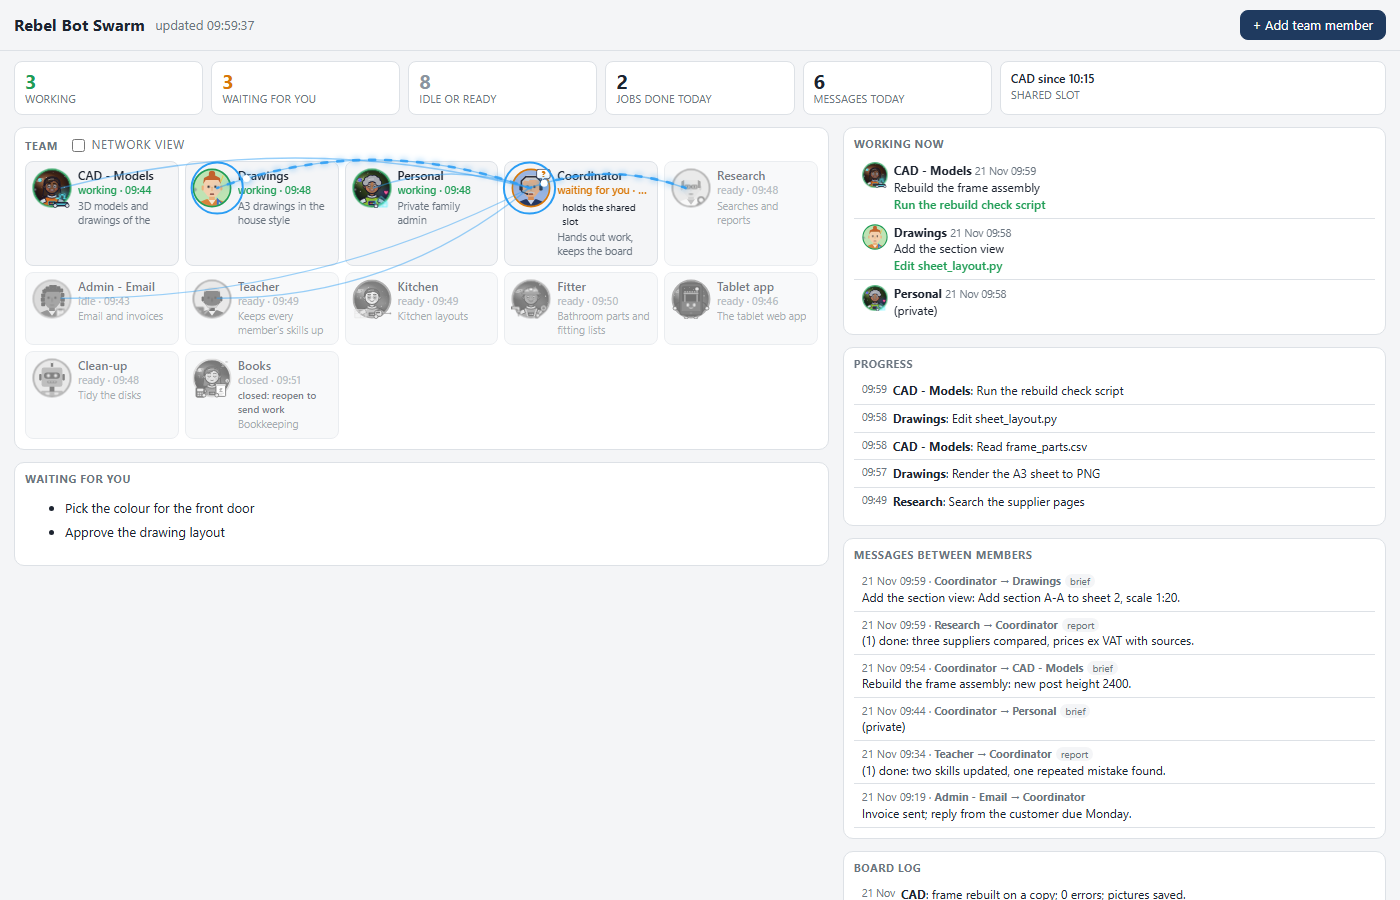 Rebel Bot Swarm updated 09:59:37
+ Add team member
3
WORKING
3
WAITING FOR YOU
8
IDLE OR READY
2
JOBS DONE TODAY
6
MESSAGES TODAY
CAD since 10:15
SHARED SLOT
TEAM NETWORK VIEW
CAD - Models
working · 09:44
3D models and
drawings of the
Drawings
working · 09:48
A3 drawings in the
house style
Personal
working · 09:48
Private family
admin
Coordinator
waiting for you · ...
holds the shared
slot
Hands out work,
keeps the board
Research
ready · 09:48
Searches and
reports
Admin - Email
idle · 09:43
Email and invoices
Teacher
ready · 09:49
Keeps every
member's skills up
Kitchen
ready · 09:49
Kitchen layouts
Fitter
ready · 09:50
Bathroom parts and
fitting lists
Tablet app
ready · 09:46
The tablet web app
Clean-up
ready · 09:48
Tidy the disks
Books
closed · 09:51
closed: reopen to
send work
Bookkeeping
WAITING FOR YOU
• Pick the colour for the front door
• Approve the drawing layout
WORKING NOW
CAD - Models 21 Nov 09:59
Rebuild the frame assembly
Run the rebuild check script
Drawings 21 Nov 09:58
Add the section view
Edit sheet_layout.py
Personal 21 Nov 09:58
(private)
PROGRESS
09:59 CAD - Models: Run the rebuild check script
09:58 Drawings: Edit sheet_layout.py
09:58 CAD - Models: Read frame_parts.csv
09:57 Drawings: Render the A3 sheet to PNG
09:49 Research: Search the supplier pages
MESSAGES BETWEEN MEMBERS
21 Nov 09:59 · Coordinator → Drawings brief
Add the section view: Add section A-A to sheet 2, scale 1:20.
21 Nov 09:59 · Research → Coordinator report
(1) done: three suppliers compared, prices ex VAT with sources.
21 Nov 09:54 · Coordinator → CAD - Models brief
Rebuild the frame assembly: new post height 2400.
21 Nov 09:44 · Coordinator → Personal brief
(private)
21 Nov 09:34 · Teacher → Coordinator report
(1) done: two skills updated, one repeated mistake found.
21 Nov 09:19 · Admin - Email → Coordinator
Invoice sent; reply from the customer due Monday.
BOARD LOG
21 Nov CAD: frame rebuilt on a copy; 0 errors; pictures saved.